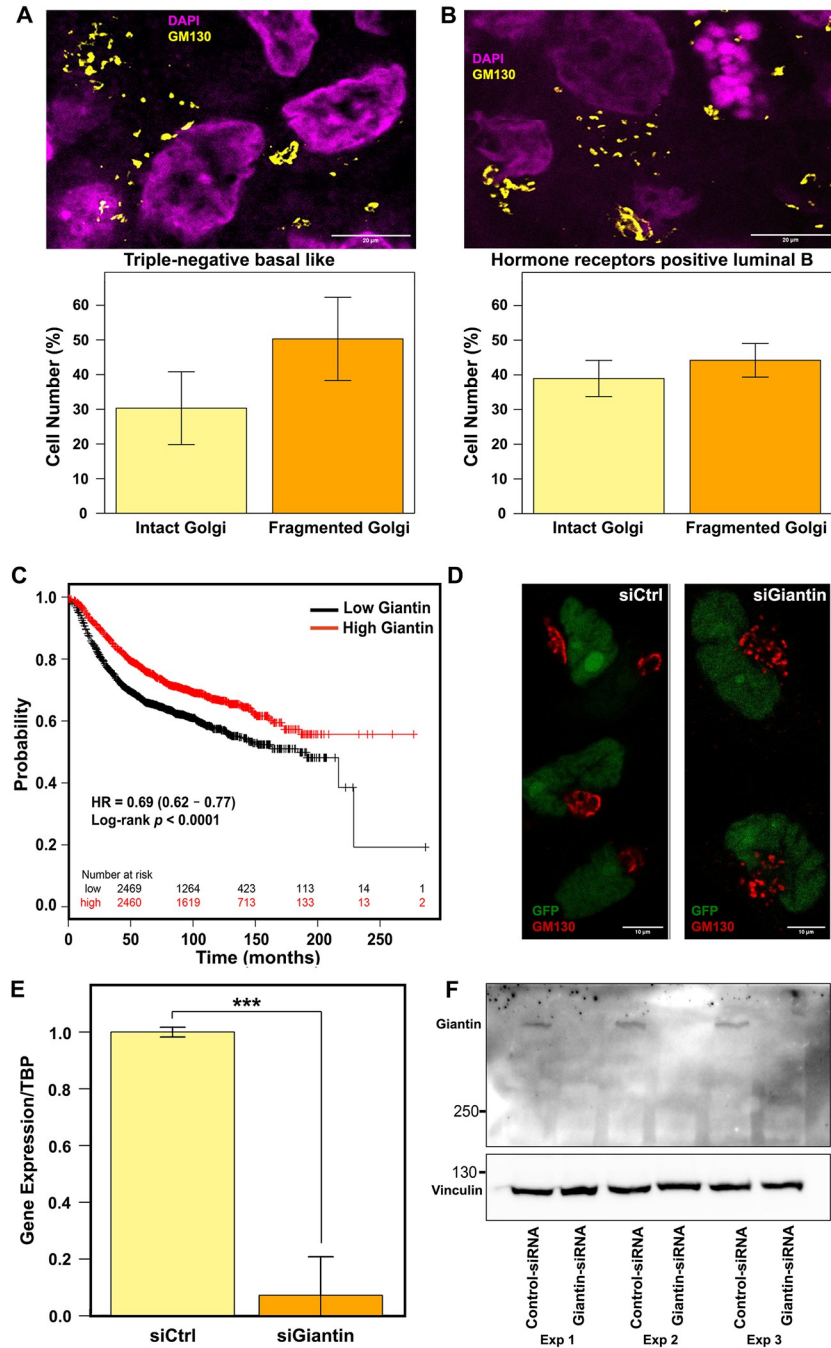 A
DAPI
GM130
20 µm
Triple-negative basal like
Cell Number (%)
60
50
40
30
20
10
0
Intact Golgi Fragmented Golgi
B
DAPI
GM130
20 µm
Hormone receptors positive luminal B
Cell Number (%)
60
50
40
30
20
10
0
Intact Golgi Fragmented Golgi
C
Probability
1.0
0.8
0.6
0.4
0.2
0.0
Low Giantin
High Giantin
HR = 0.69 (0.62 - 0.77)
Log-rank p < 0.0001
Number at risk
low 2469 1264 423 113 14 1
high 2460 1619 713 133 13 2
0 50 100 150 200 250
Time (months)
D
siCtrl
GFP
GM130
10 µm
siGiantin
10 µm
E
Gene Expression/TBP
***
1.0
0.8
0.6
0.4
0.2
0.0
siCtrl siGiantin
F
Giantin
250
130
Vinculin
Control-siRNA
Giantin-siRNA
Control-siRNA
Giantin-siRNA
Control-siRNA
Giantin-siRNA
Exp 1 Exp 2 Exp 3